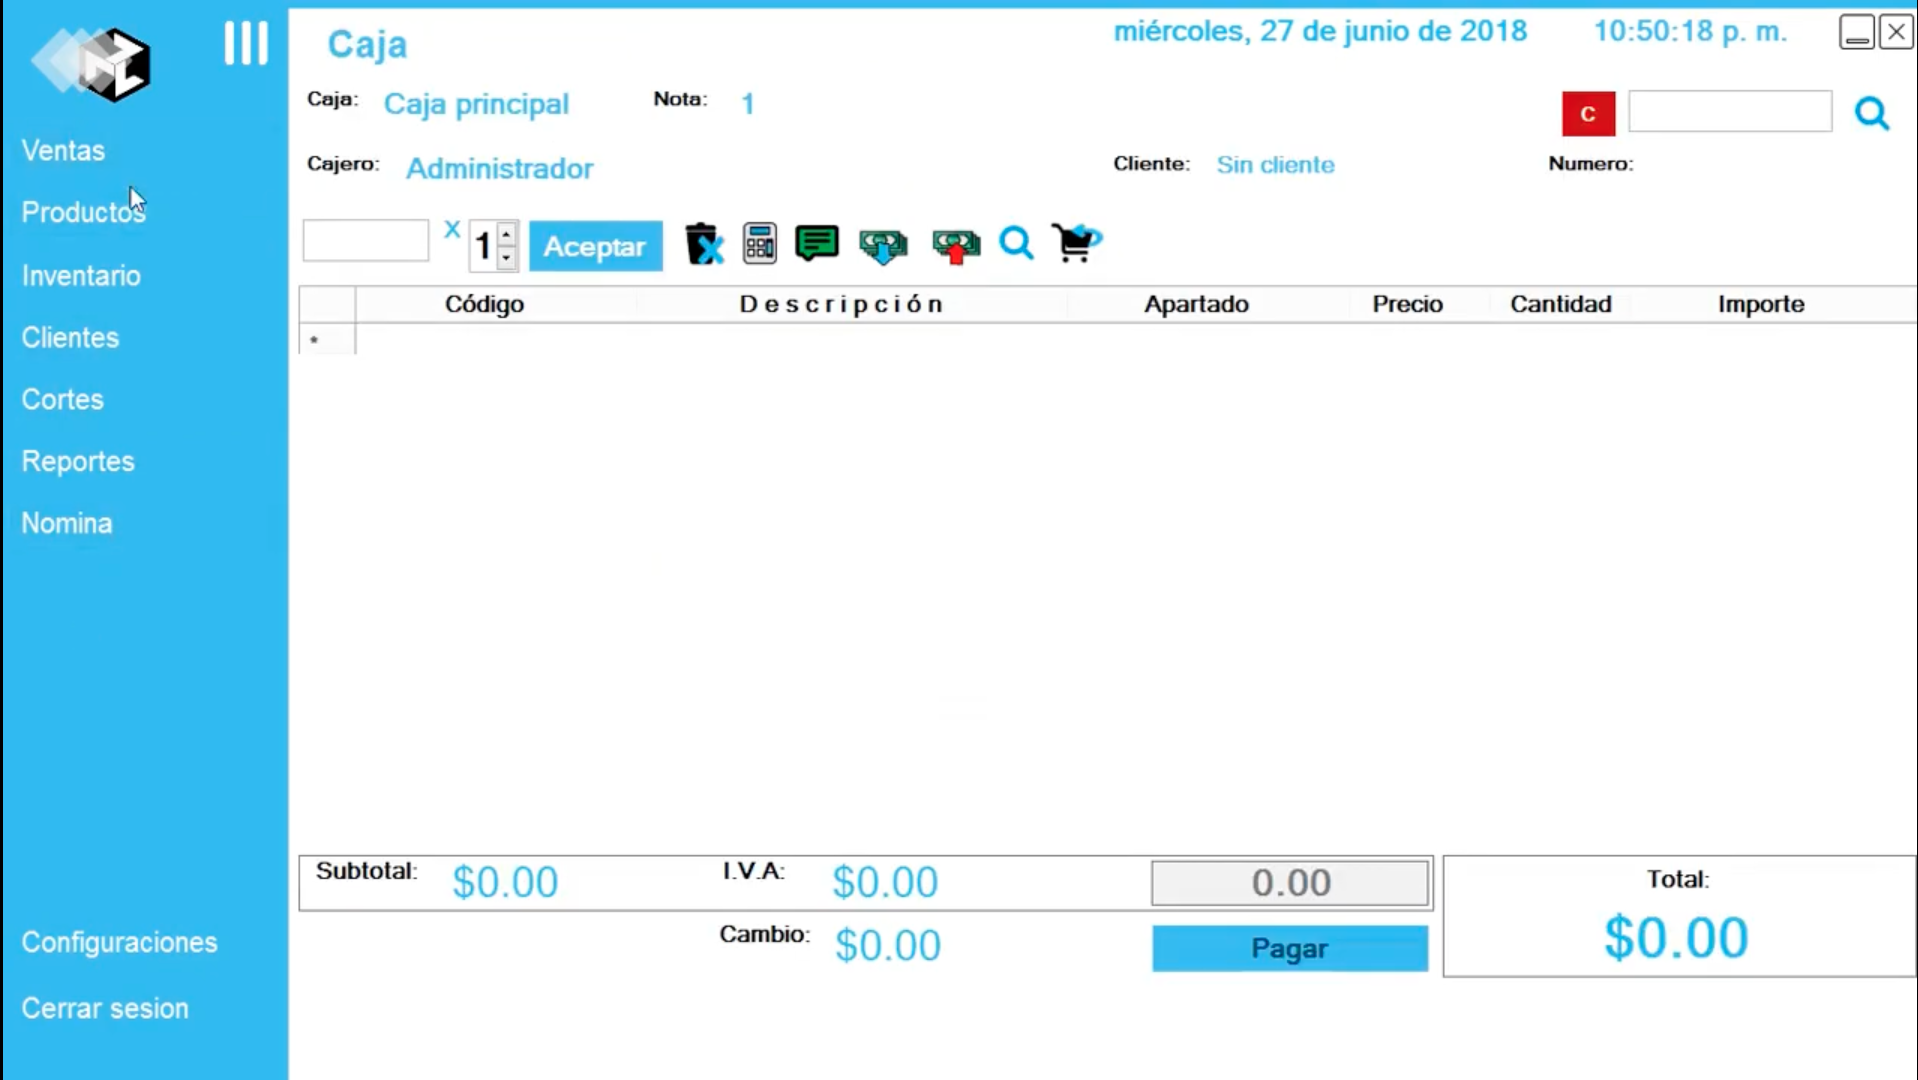 Caja
miércoles, 27 de junio de 2018 10:50:18 p. m.
Caja: Caja principal Nota: 1
C
Cajero: Administrador Cliente: Sin cliente Numero:
Ventas
Productos
Inventario
Clientes
Cortes
Reportes
Nomina
Configuraciones
Cerrar sesion
X 1 Aceptar
Código Descripción Apartado Precio Cantidad Importe
*
Subtotal: $0.00 I.V.A: $0.00 0.00
Cambio: $0.00 Pagar
Total:
$0.00